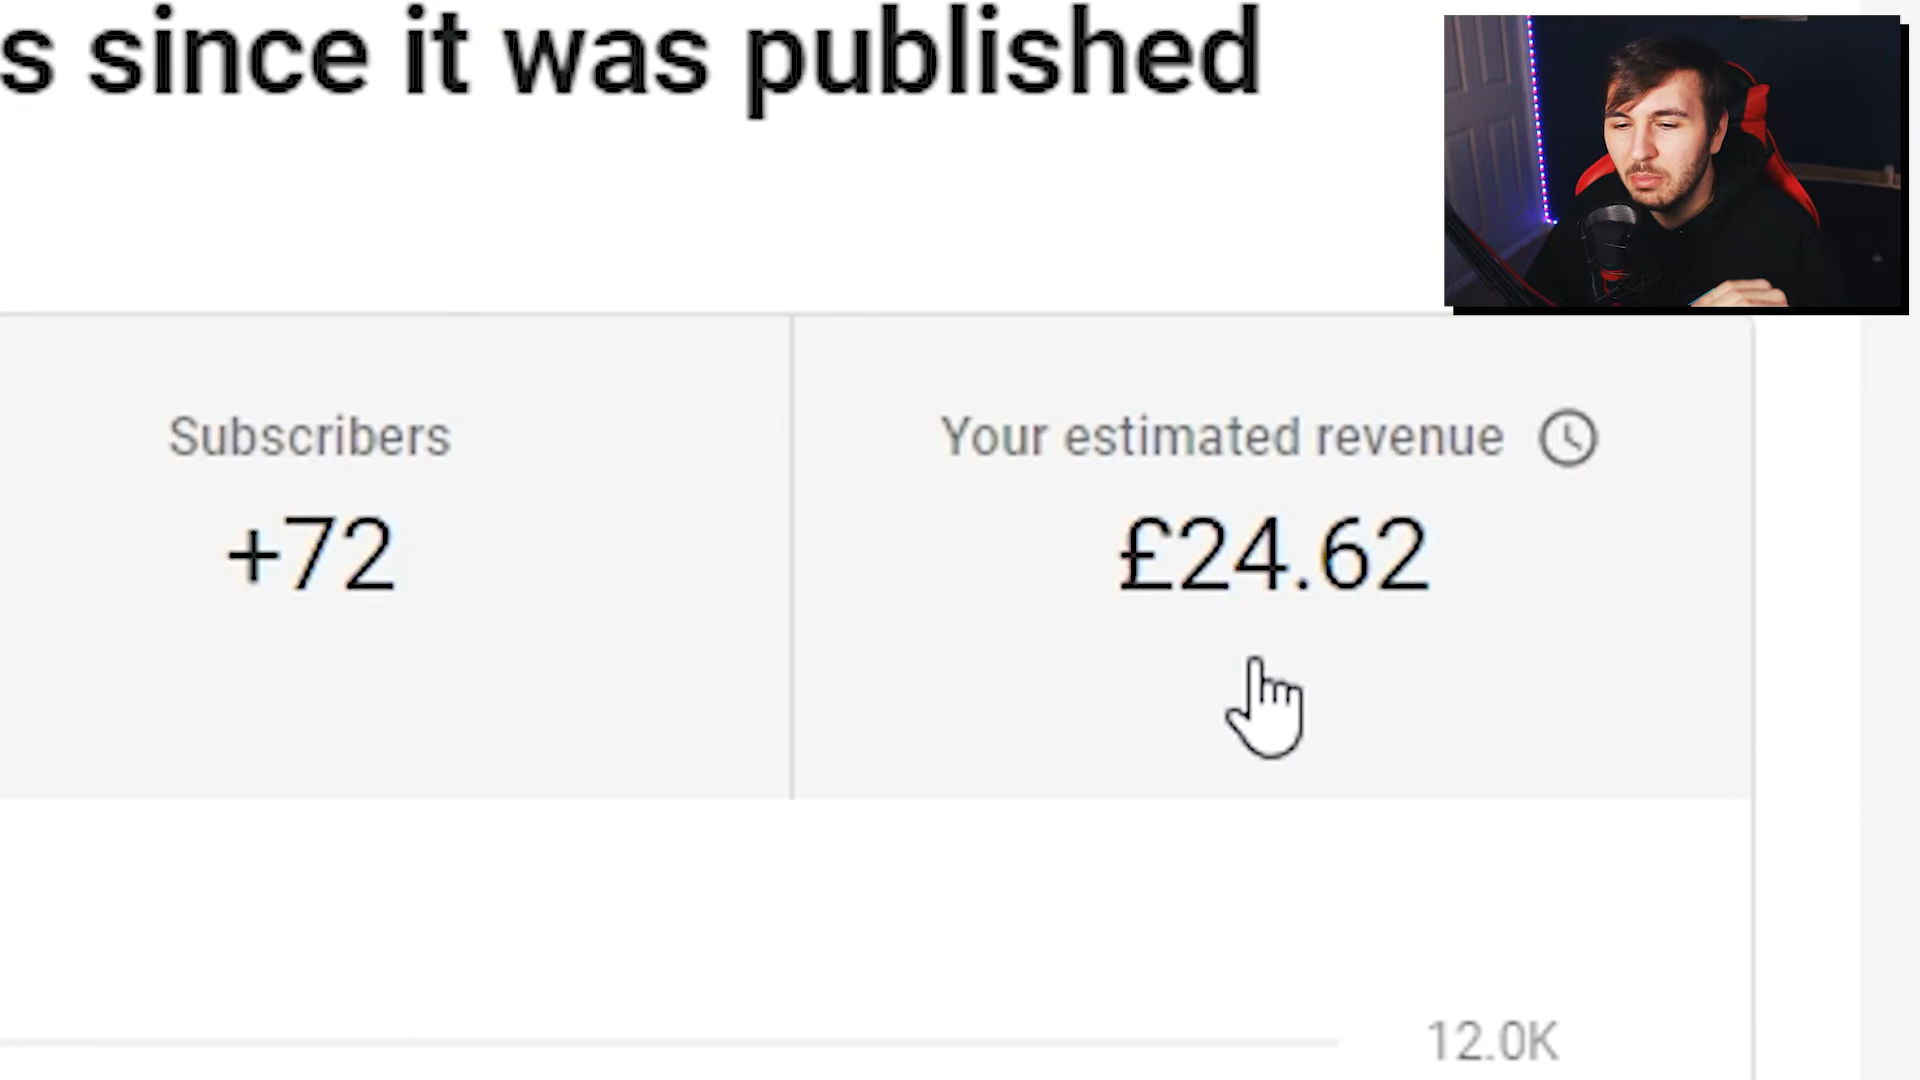 s since it was published
Subscribers
Your estimated revenue
+72
£24.62
12.0K